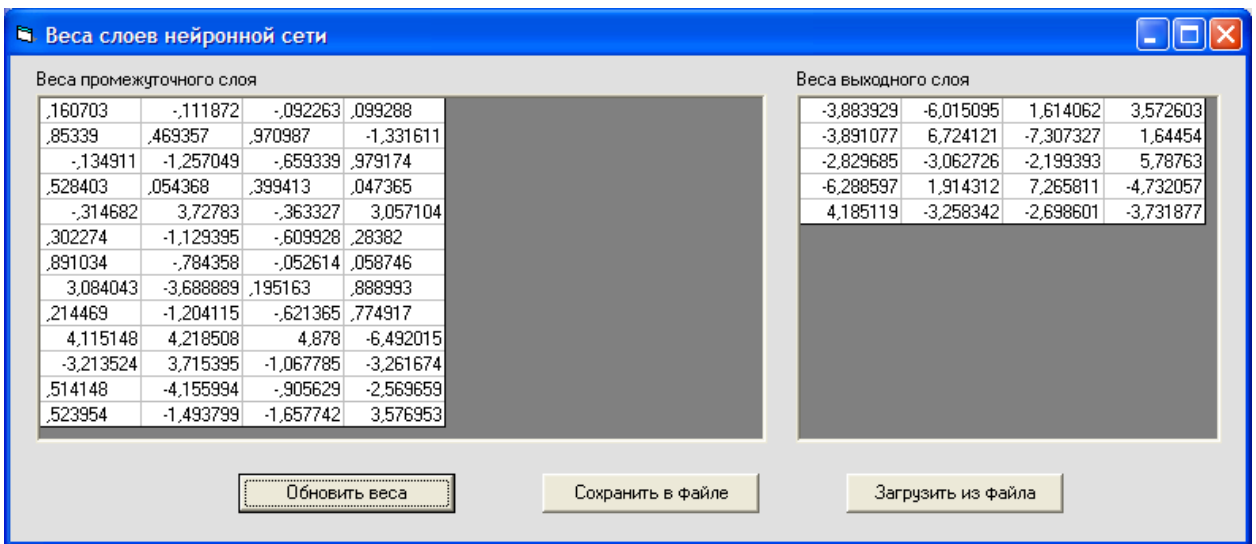 Веса слоев нейронной сети
Веса промежуточного слоя
,160703 -,111872 -,092263 ,099288
,85339 ,469357 ,970987 -1,331611
-,134911 -1,257049 -,659339 ,979174
,528403 ,054368 ,399413 ,047365
-,314682 3,72783 -,363327 3,057104
,302274 -1,129395 -,609928 ,28382
,891034 -,784358 -,052614 ,058746
3,084043 -3,688889 ,195163 ,888993
,214469 -1,204115 -,621365 ,774917
4,115148 4,218508 4,878 -6,492015
-3,213524 3,715395 -1,067785 -3,261674
,514148 -4,155994 -,905629 -2,569659
,523954 -1,493799 -1,657742 3,576953
Веса выходного слоя
-3,883929 -6,015095 1,614062 3,572603
-3,891077 6,724121 -7,307327 1,64454
-2,829685 -3,062726 -2,199393 5,78763
-6,288597 1,914312 7,265811 -4,732057
4,185119 -3,258342 -2,698601 -3,731877
Обновить веса
Сохранить в файле
Загрузить из файла